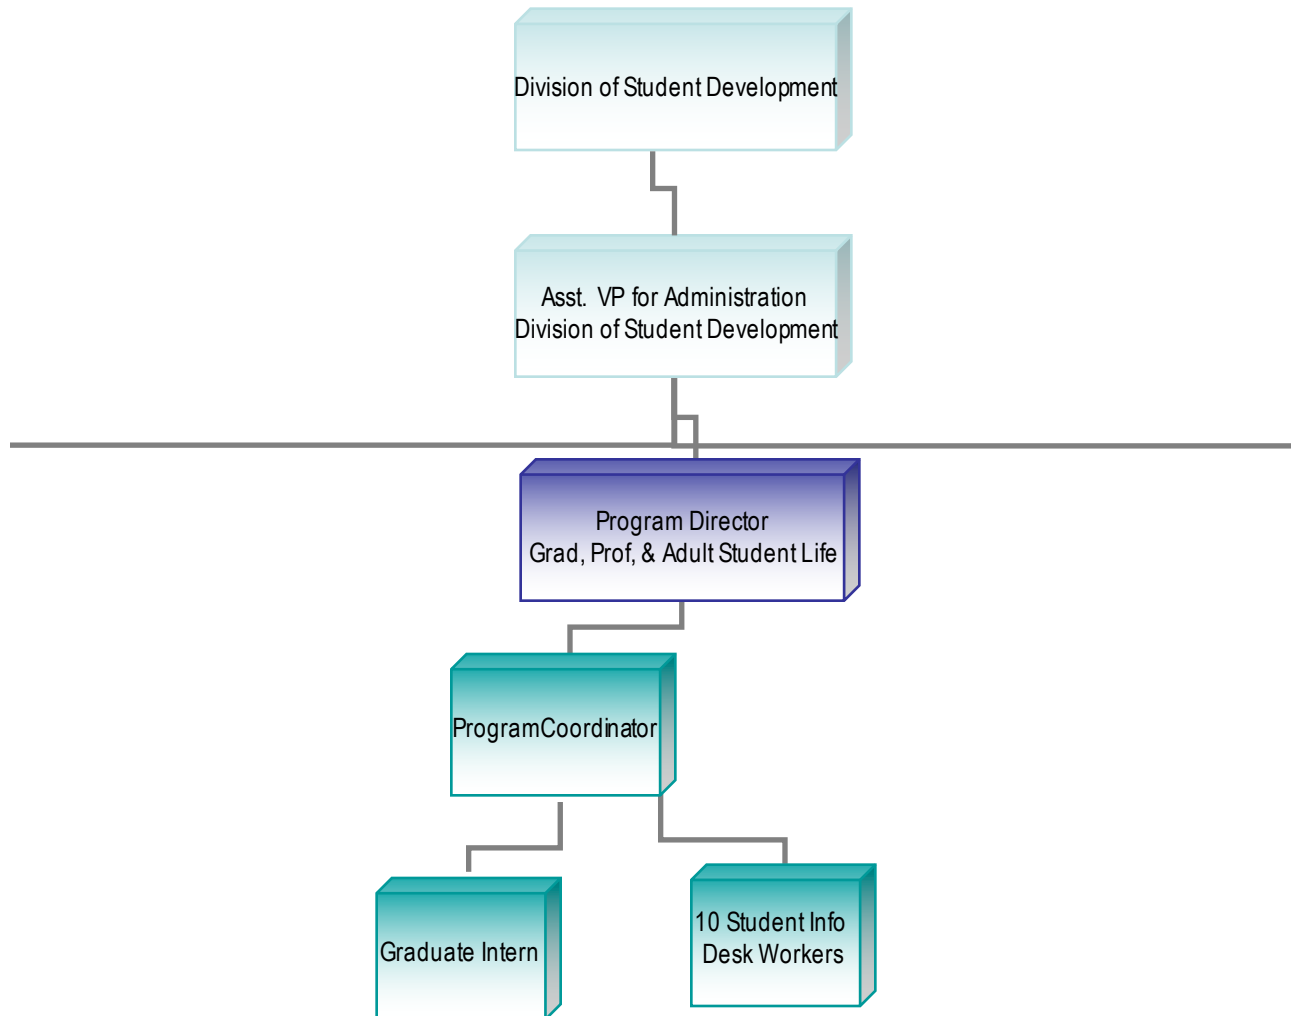 Division of Student Development
Asst. VP for Administration
Division of Student Development
Program Director
Grad, Prof, & Adult Student Life
ProgramCoordinator
Graduate Intern
10 Student Info
Desk Workers